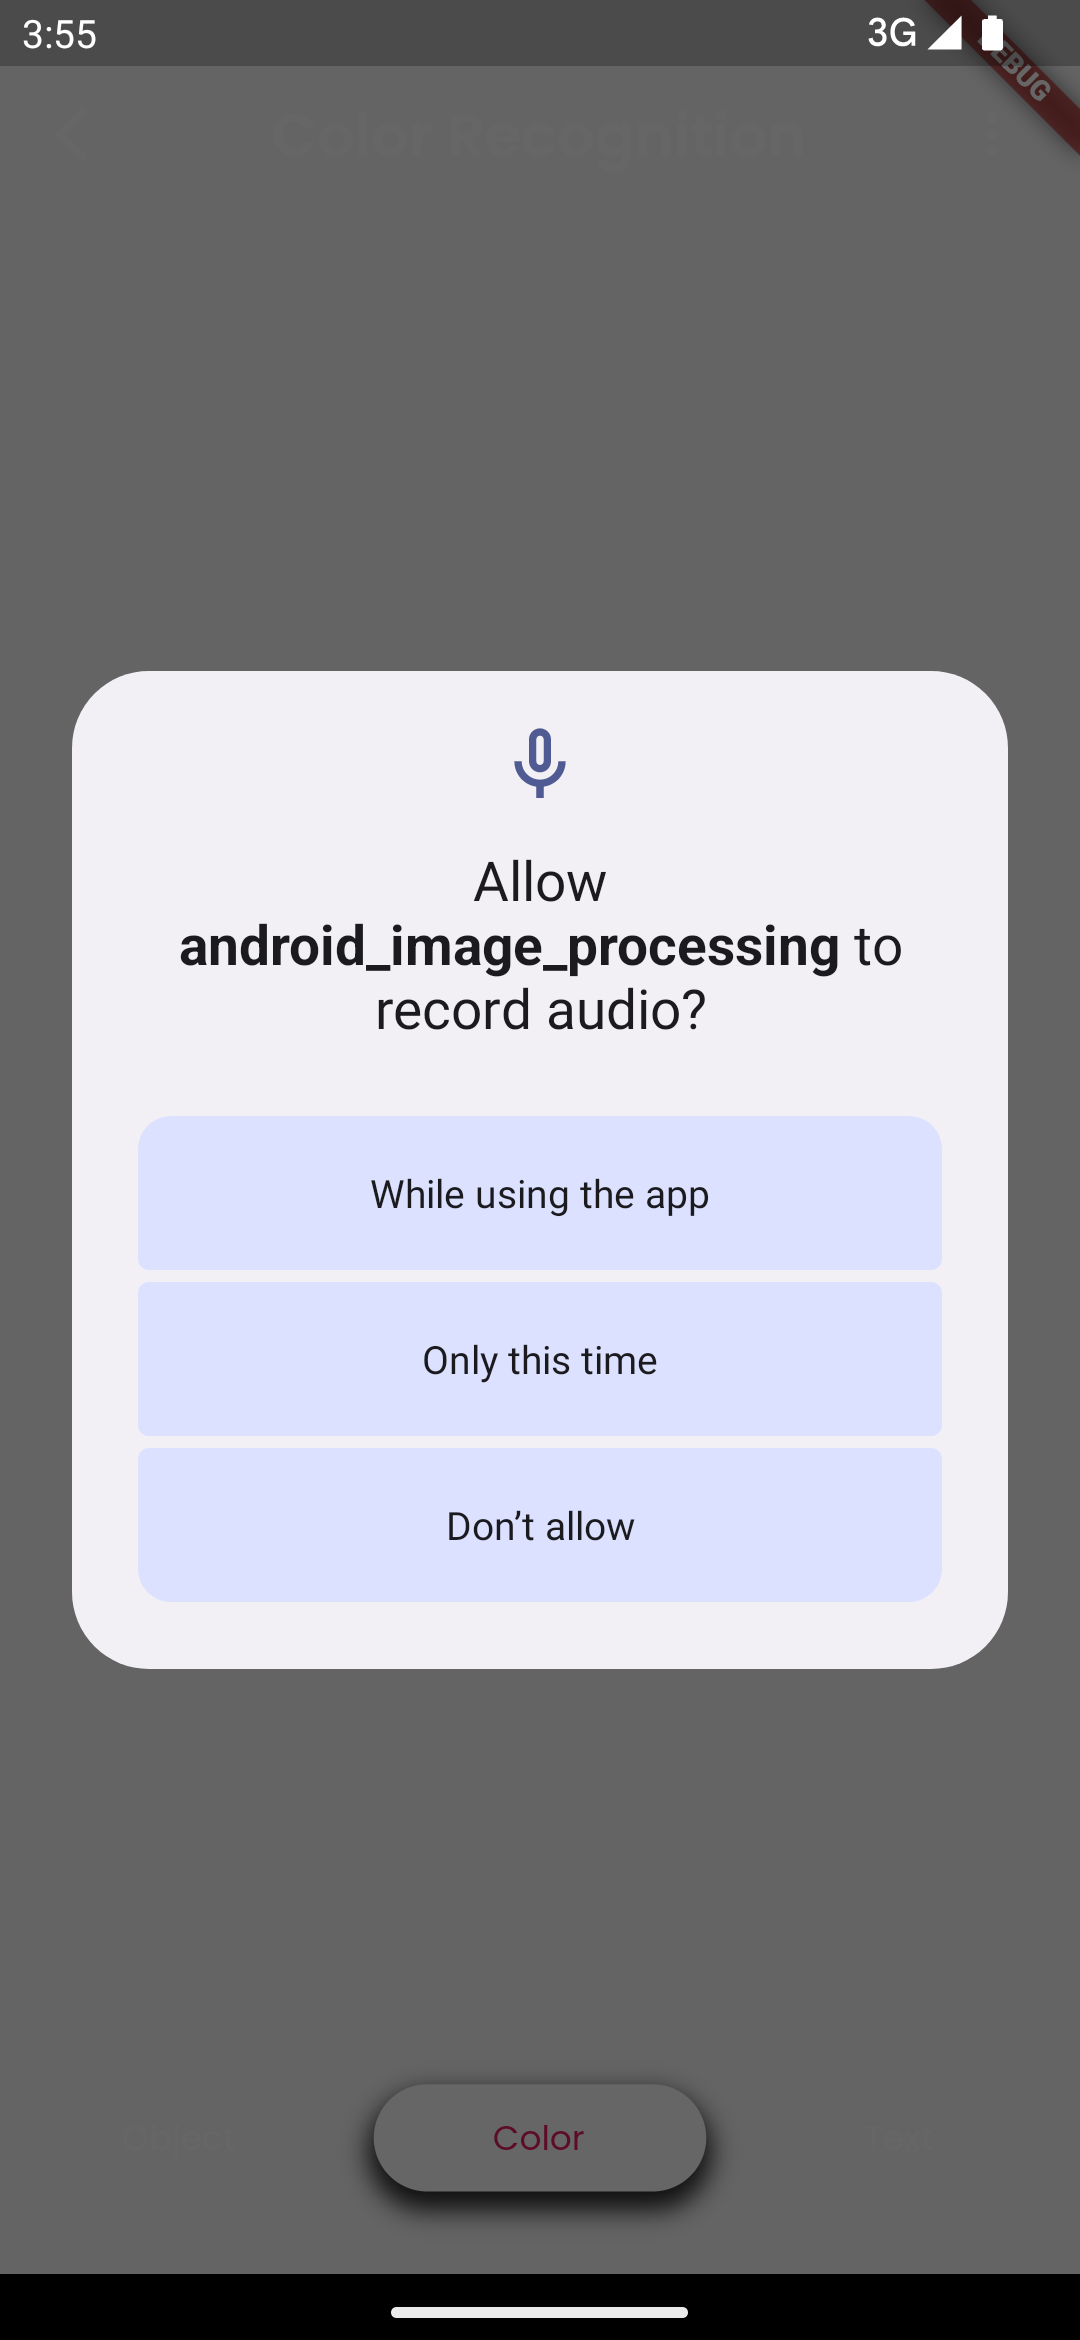 3:55 3G
DEBUG
Color Recognition
Allow
android_image_processing to
record audio?
While using the app
Only this time
Don’t allow
Object Color Text